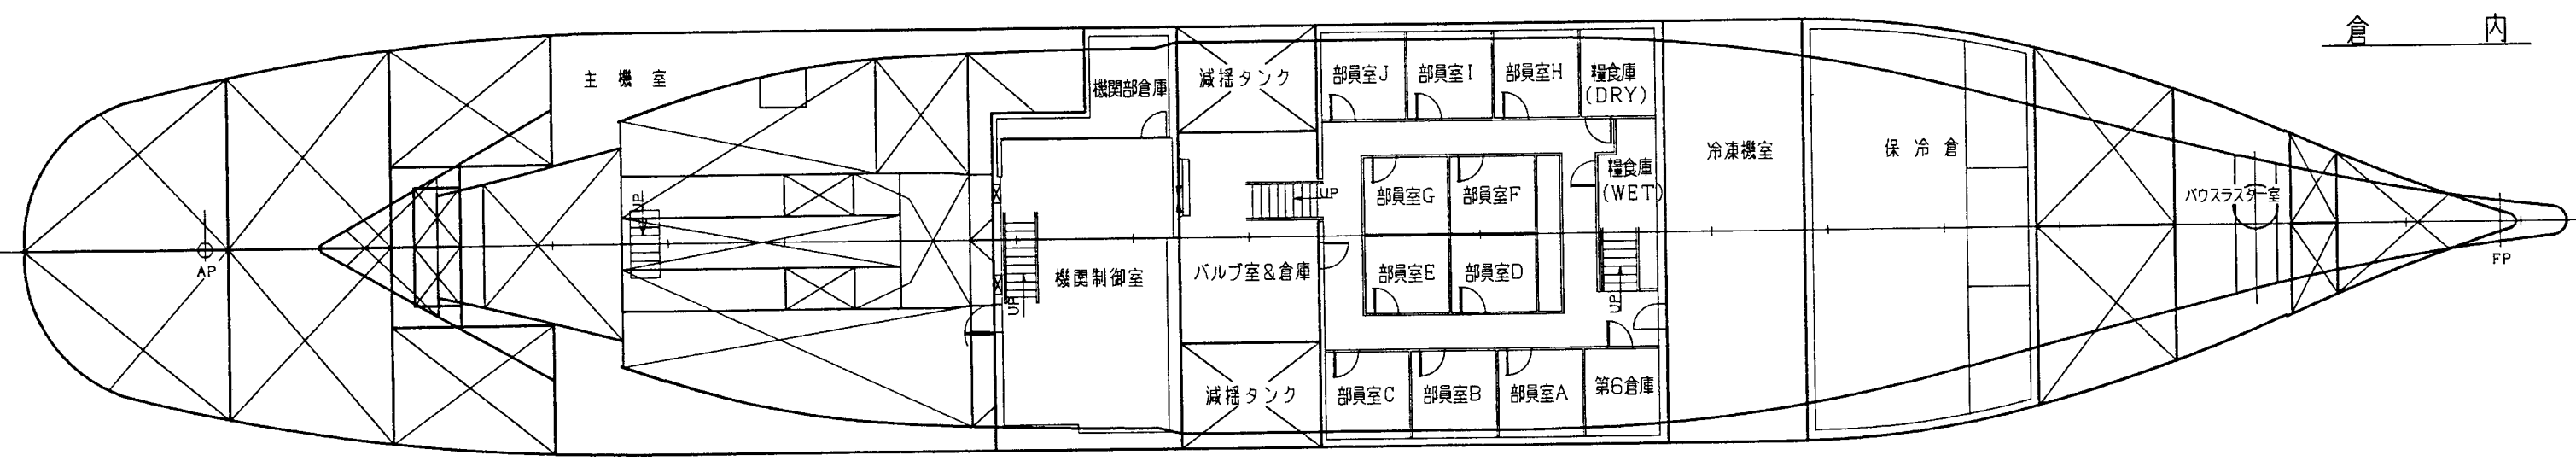 倉 内
主機室
機関部倉庫
減揺タンク
部員室J
部員室I
部員室H
糧食庫
(DRY)
冷凍機室
保冷倉
糧食庫
(WET)
部員室G
部員室F
UP
UP
バウスラスター室
AP
機関制御室
バルブ室&倉庫
部員室E
部員室D
FP
UP
UP
減揺タンク
部員室C
部員室B
部員室A
第6倉庫